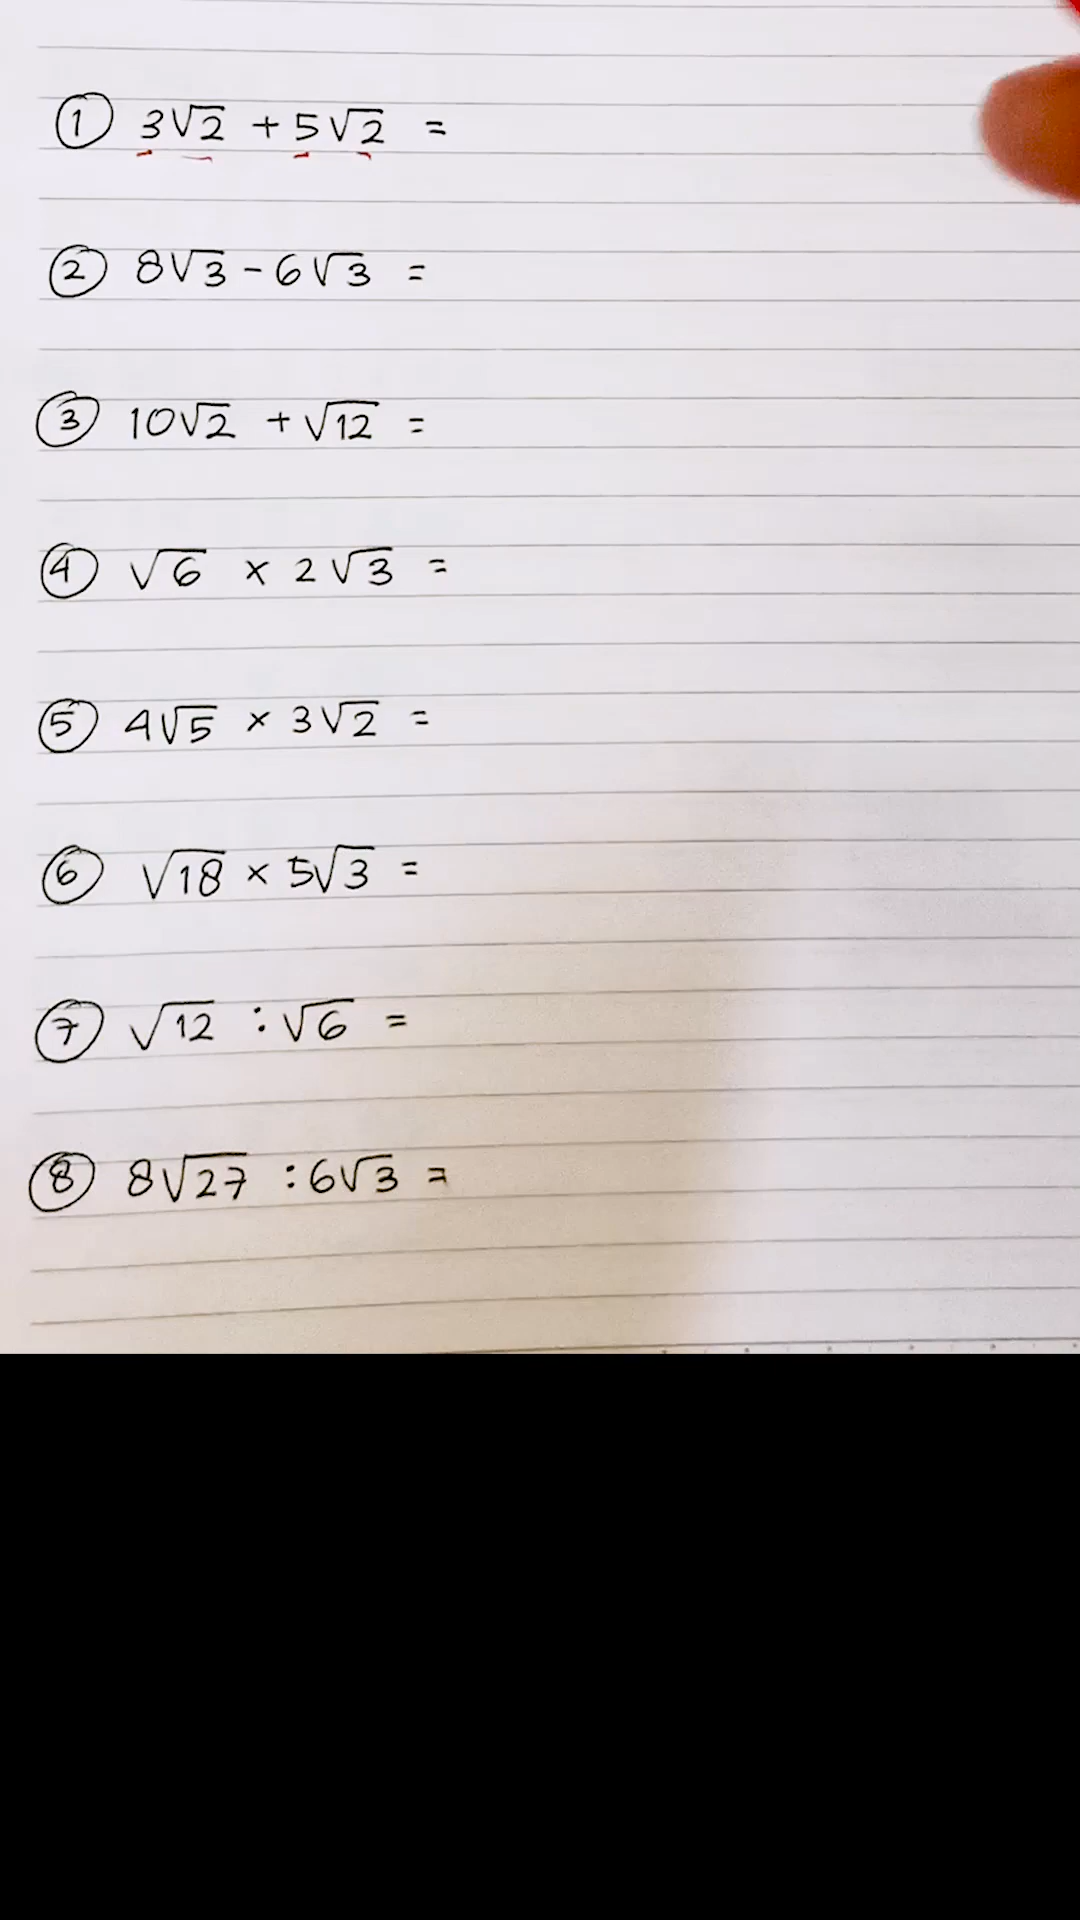 ① 3√2 + 5√2 =
② 8√3 - 6√3 =
③ 10√2 + √12 =
④ √6 × 2√3 =
⑤ 4√5 × 3√2 =
⑥ √18 × 5√3 =
⑦ √12 : √6 =
⑧ 8√27 : 6√3 =